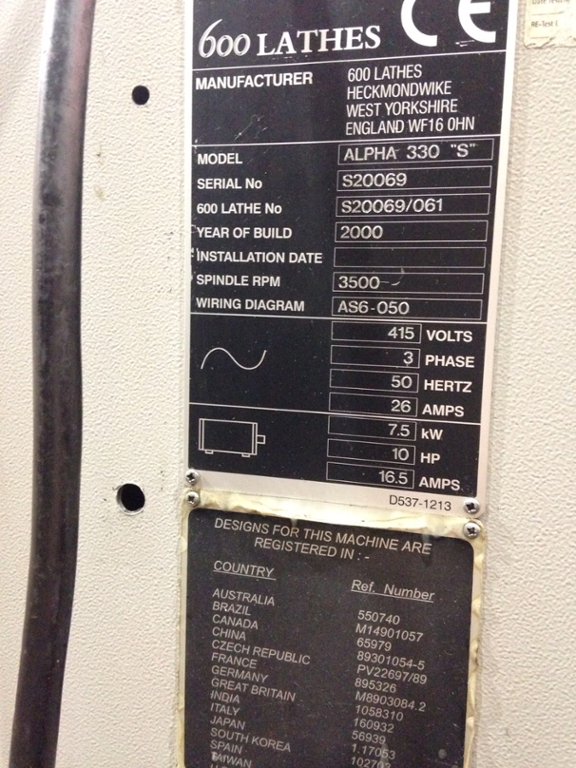 Date Tested
RE-Test
600 LATHES CE
MANUFACTURER 600 LATHES
HECKMONDWIKE
WEST YORKSHIRE
ENGLAND WF16 0HN
MODEL ALPHA 330 "S"
SERIAL No S20069
600 LATHE No S20069/061
YEAR OF BUILD 2000
INSTALLATION DATE
SPINDLE RPM 3500
WIRING DIAGRAM AS6-050
415 VOLTS
3 PHASE
50 HERTZ
26 AMPS
7.5 kW
10 HP
16.5 AMPS
D537-1213
DESIGNS FOR THIS MACHINE ARE
REGISTERED IN :-
COUNTRY Ref. Number
AUSTRALIA 550740
BRAZIL M14901057
CANADA 65979
CHINA 89301054-5
CZECH REPUBLIC PV22697/89
FRANCE 895326
GERMANY M8903084.2
GREAT BRITAIN 1058310
INDIA 160932
ITALY 56939
JAPAN 1.17053
SOUTH KOREA
SPAIN
TAIWAN